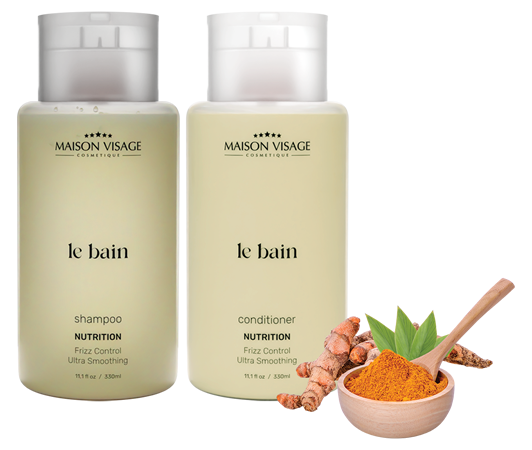 MAISON VISAGE
COSMETIQUE
le bain
shampoo
NUTRITION
Frizz Control
Ultra Smoothing
11.1 fl oz / 330ml
MAISON VISAGE
COSMETIQUE
le bain
conditioner
NUTRITION
Frizz Control
Ultra Smoothing
11.1 fl oz / 330ml